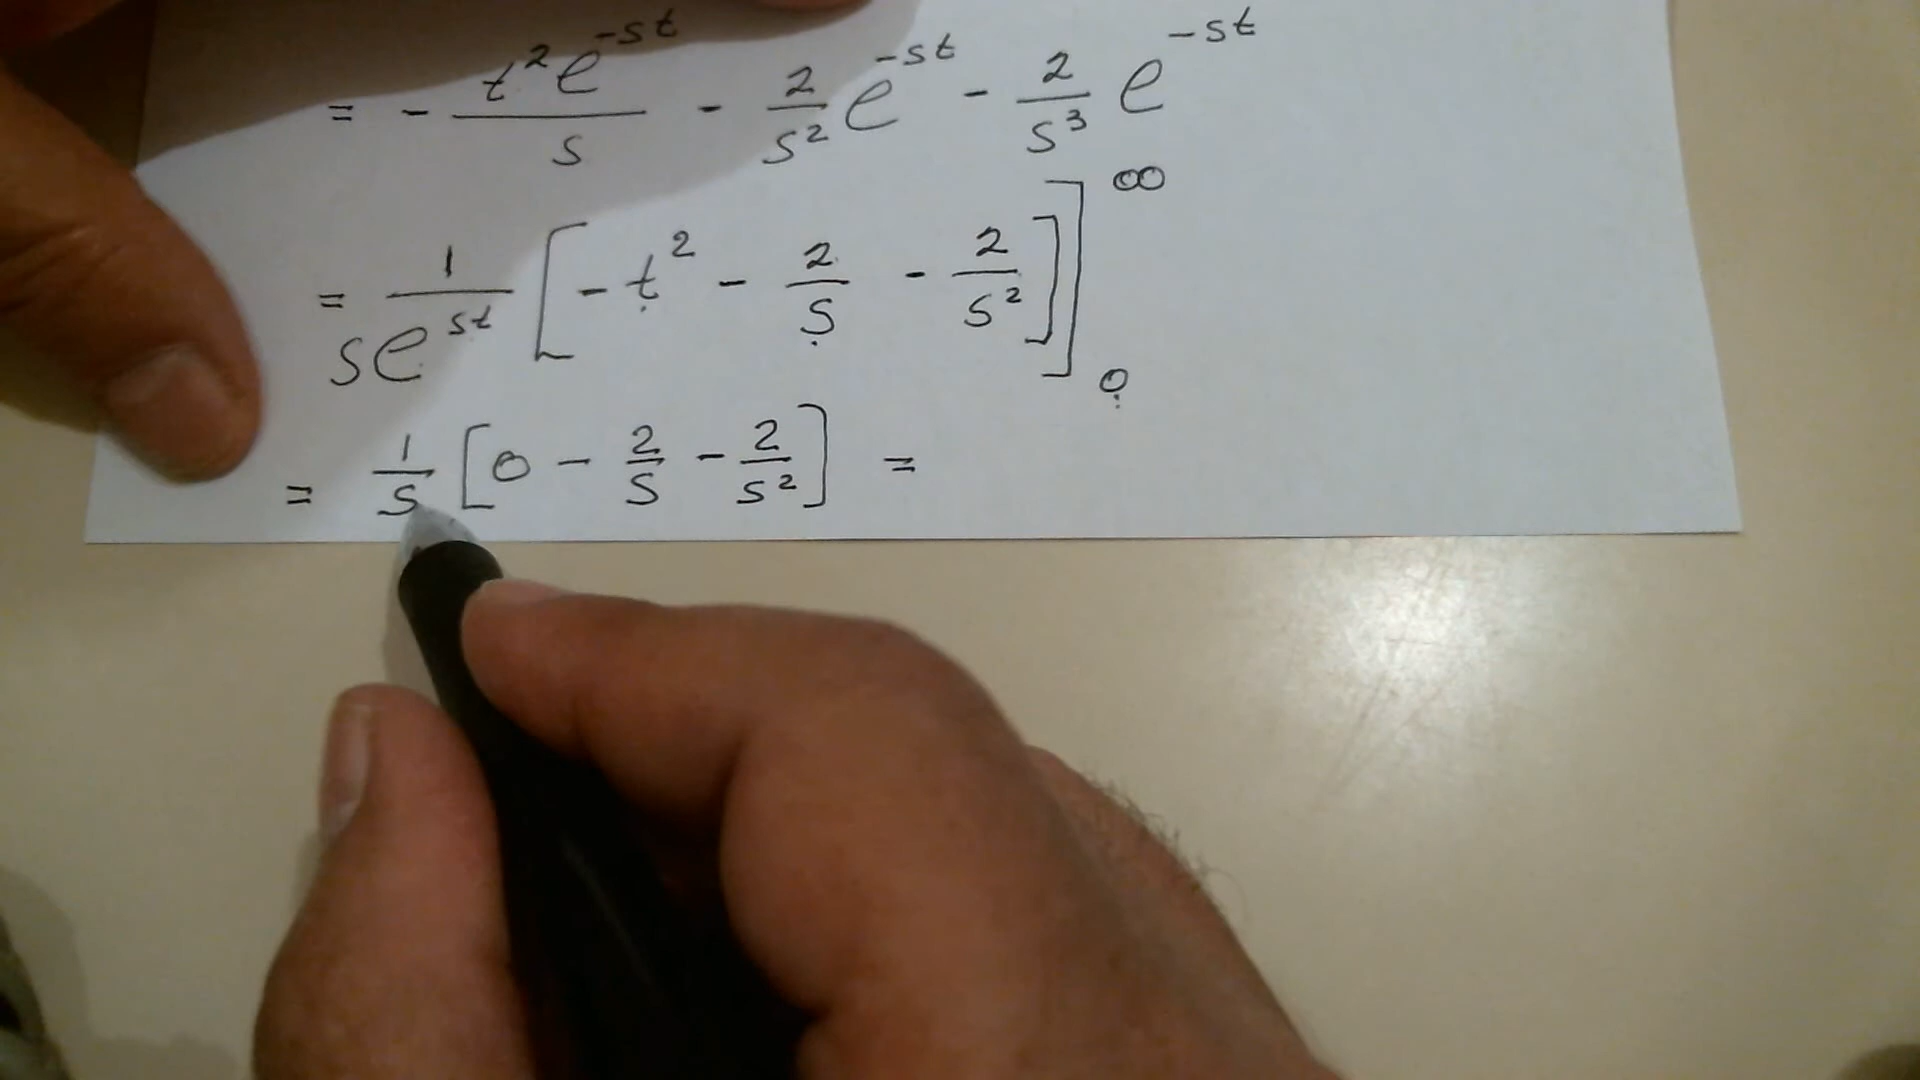 = - t²e^-st / s - 2/s² e^-st - 2/s³ e^-st
= 1/se^st [ - t² - 2/s - 2/s² ] ]₀^∞
= 1/s [ 0 - 2/s - 2/s² ] =